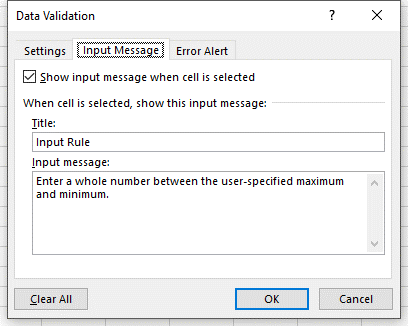 Data Validation
?
Settings
Input Message
Error Alert
Show input message when cell is selected
When cell is selected, show this input message:
Title:
Input Rule
Input message:
Enter a whole number between the user-specified maximum
and minimum.
Clear All
OK
Cancel